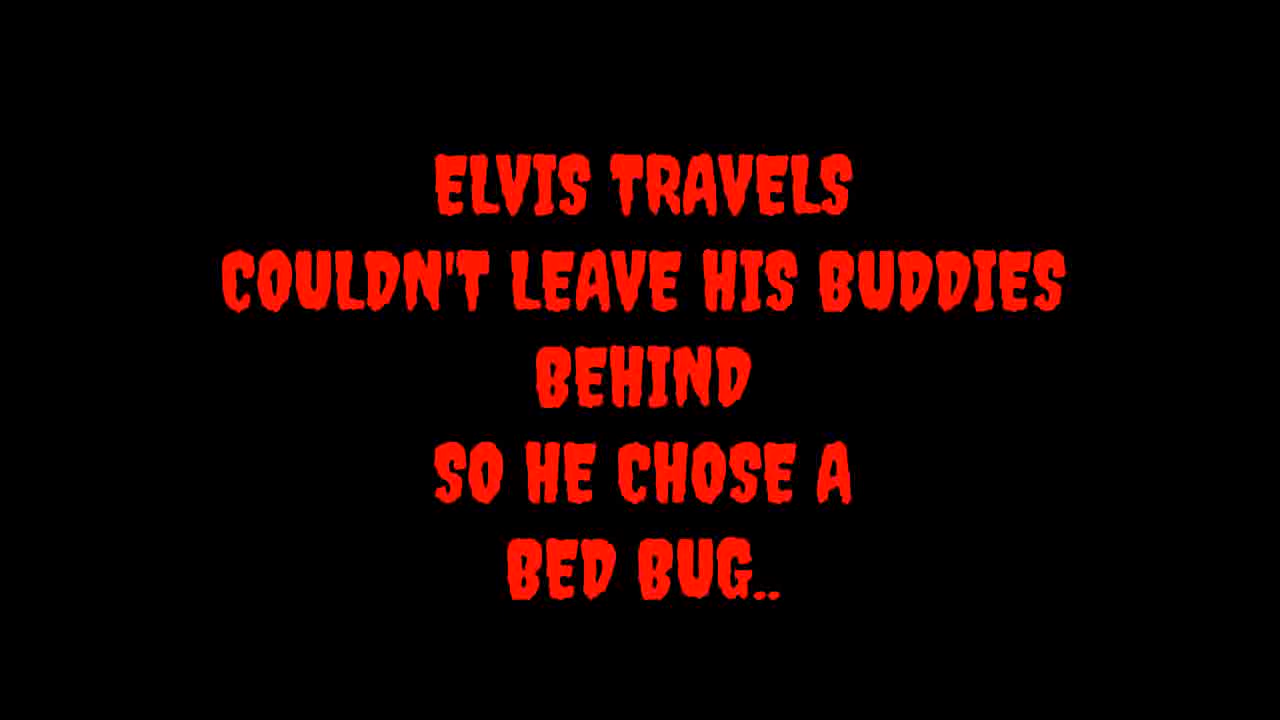 ELVIS TRAVELS
COULDN'T LEAVE HIS BUDDIES
BEHIND
SO HE CHOSE A
BED BUG..